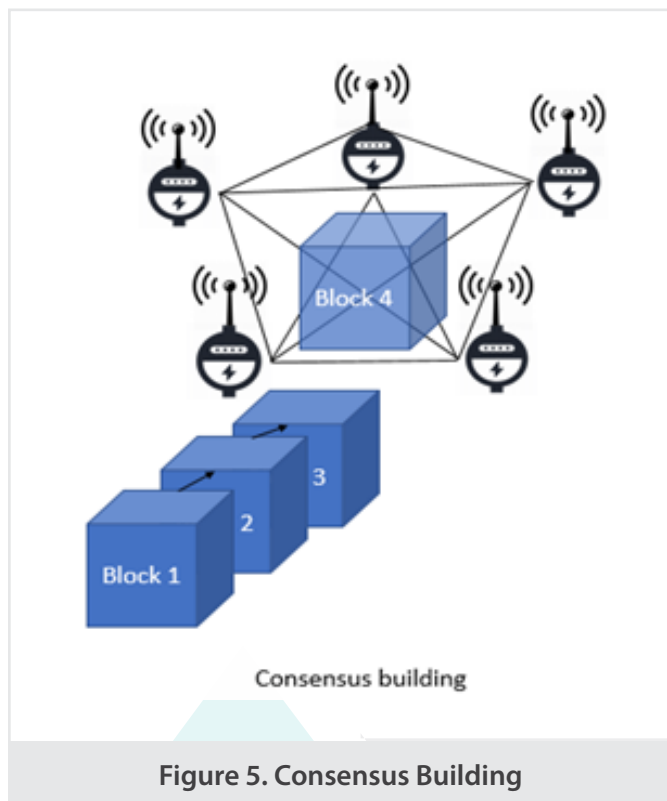 Block 4
3
2
Block 1
Consensus building
Figure 5. Consensus Building